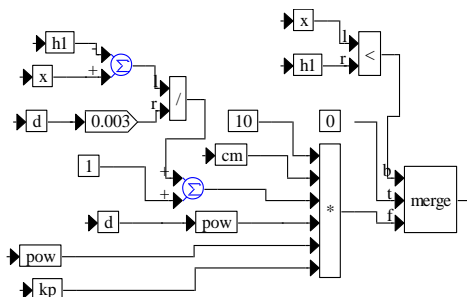 x
h1
l
<
-
x
+
Σ
l
h1
r
d
0.003
r
/
10
0
+
cm
b
1
+
Σ
*
t
merge
d
pow
f
pow
kp